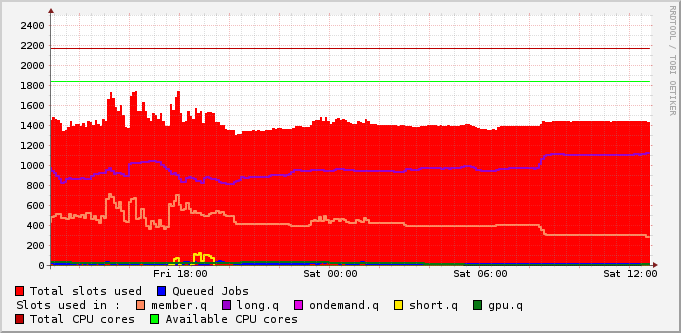 RRDTOOL / TOBI OETIKER
2400
2200
2000
1800
1600
1400
1200
1000
800
600
400
200
0
Fri 18:00 Sat 00:00 Sat 06:00 Sat 12:00
Total slots used Queued Jobs
Slots used in : member.q long.q ondemand.q short.q gpu.q
Total CPU cores Available CPU cores